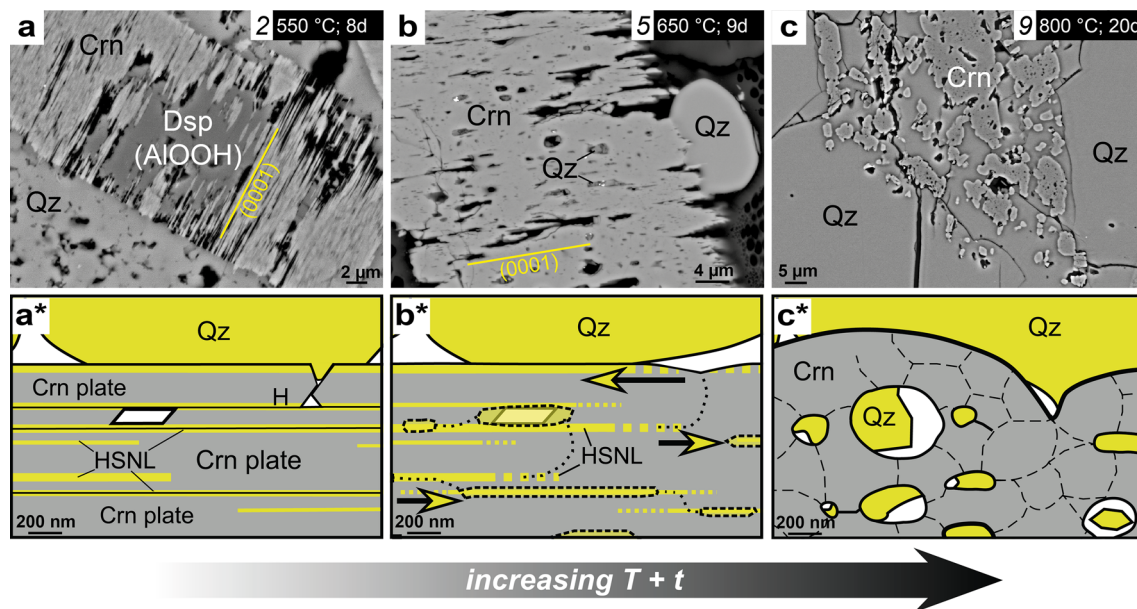 a
2 550 °C; 8d
Crn
Dsp
(AlOOH)
(0001)
Qz
2 µm
b
5 650 °C; 9d
Crn
Qz
Qz
(0001)
4 µm
c
9 800 °C; 20d
Crn
Qz
Qz
5 µm
a*
Qz
Crn plate
H
HSNL
Crn plate
Crn plate
200 nm
b*
Qz
HSNL
200 nm
c*
Qz
Crn
Qz
200 nm
increasing T + t